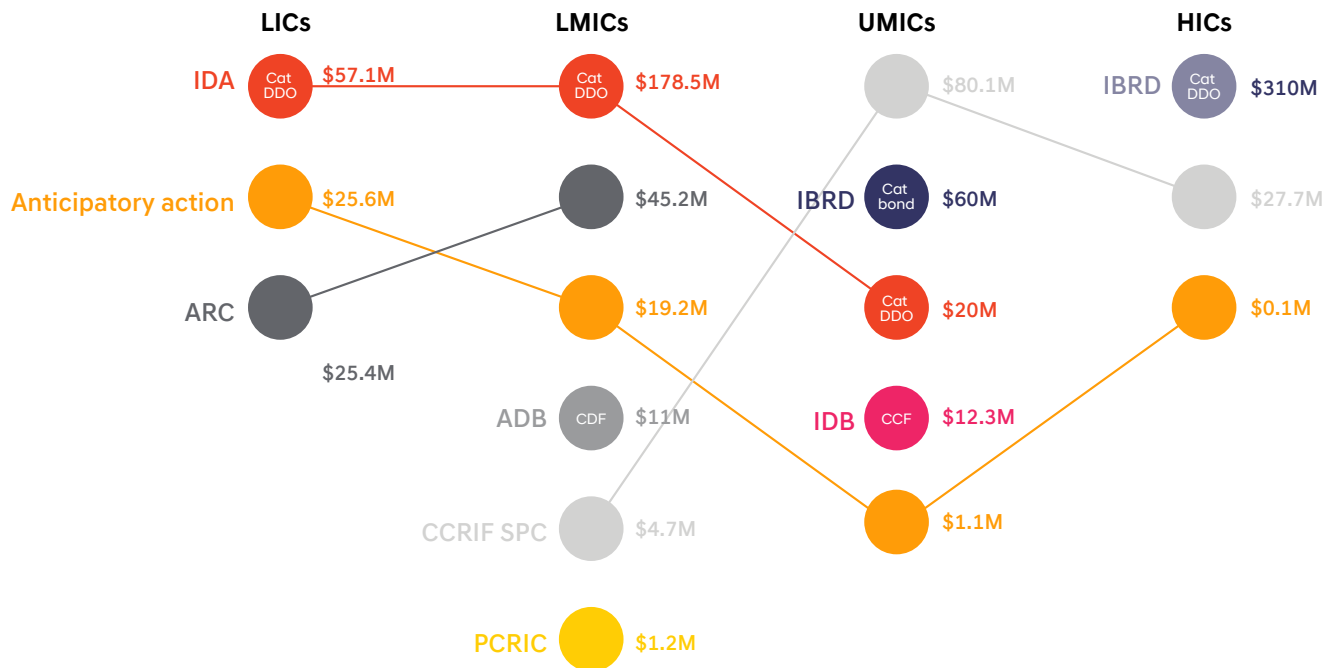 LICs
LMICs
UMICs
HICs
IDA
Cat
DDO
$57.1M
Cat
DDO
$178.5M
$80.1M
IBRD
Cat
DDO
$310M
Anticipatory action
$25.6M
$45.2M
IBRD
Cat
bond
$60M
$27.7M
ARC
$19.2M
Cat
DDO
$20M
$0.1M
$25.4M
ADB
CDF
$11M
IDB
CCF
$12.3M
CCRIF SPC
$4.7M
$1.1M
PCRIC
$1.2M